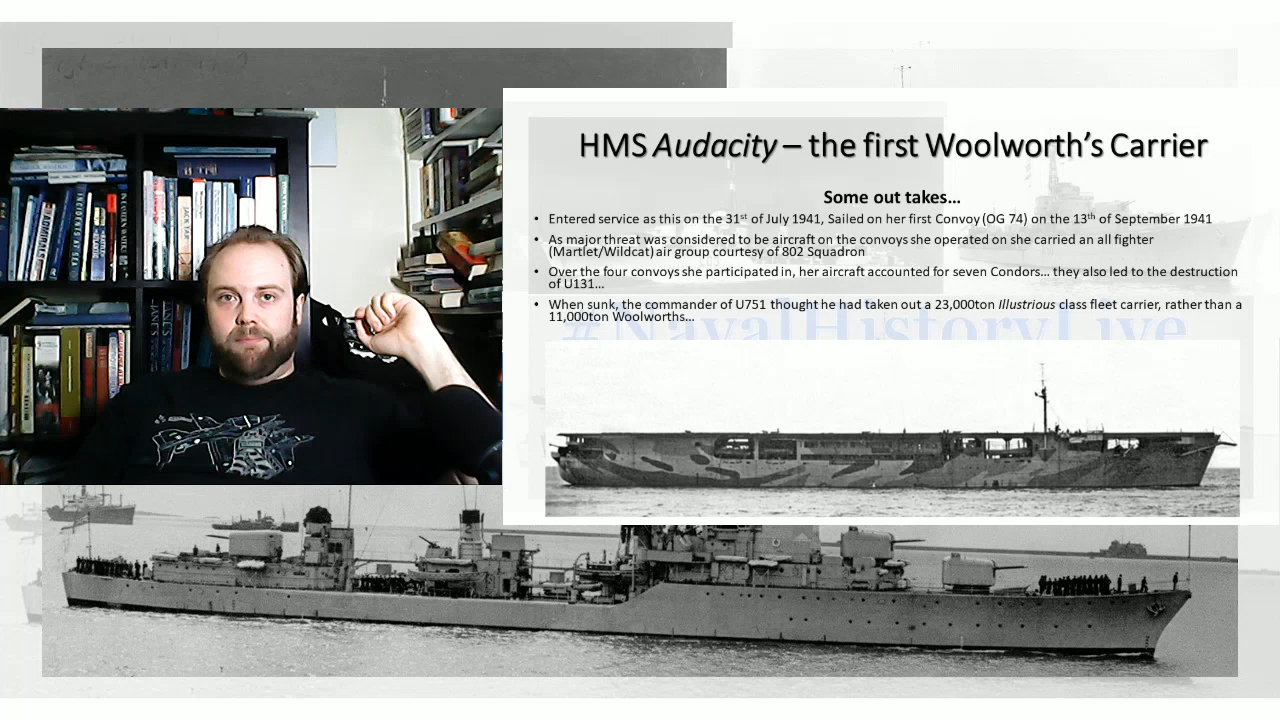 HMS Audacity – the first Woolworth's Carrier
Some out takes…
• Entered service as this on the 31st of July 1941, Sailed on her first Convoy (OG 74) on the 13th of September 1941
• As major threat was considered to be aircraft on the convoys she operated on she carried an all fighter
(Martlet/Wildcat) air group courtesy of 802 Squadron
• Over the four convoys she participated in, her aircraft accounted for seven Condors… they also led to the destruction
of U131…
• When sunk, the commander of U751 thought he had taken out a 23,000ton Illustrious class fleet carrier, rather than a
11,000ton Woolworths…
#NavalHistoryLive